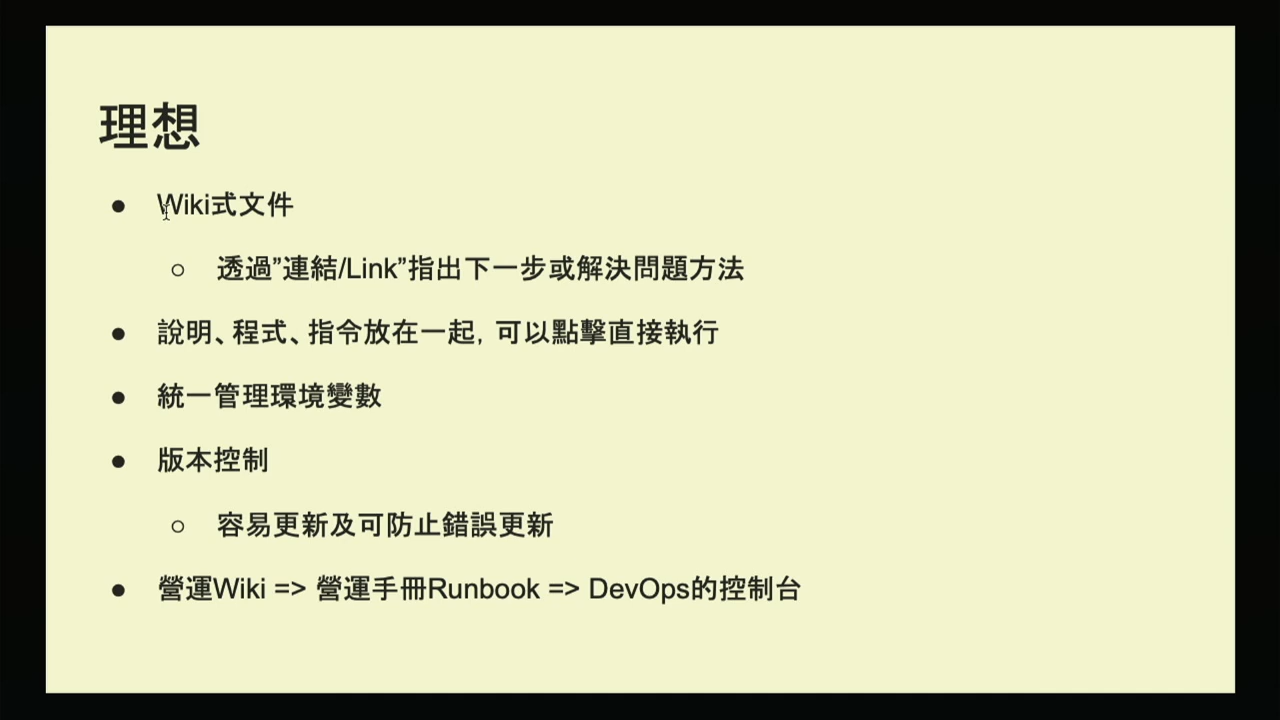 理想
● Wiki式文件
○ 透過”連結/Link”指出下一步或解決問題方法
● 說明、程式、指令放在一起，可以點擊直接執行
● 統一管理環境變數
● 版本控制
○ 容易更新及可防止錯誤更新
● 營運Wiki => 營運手冊Runbook => DevOps的控制台